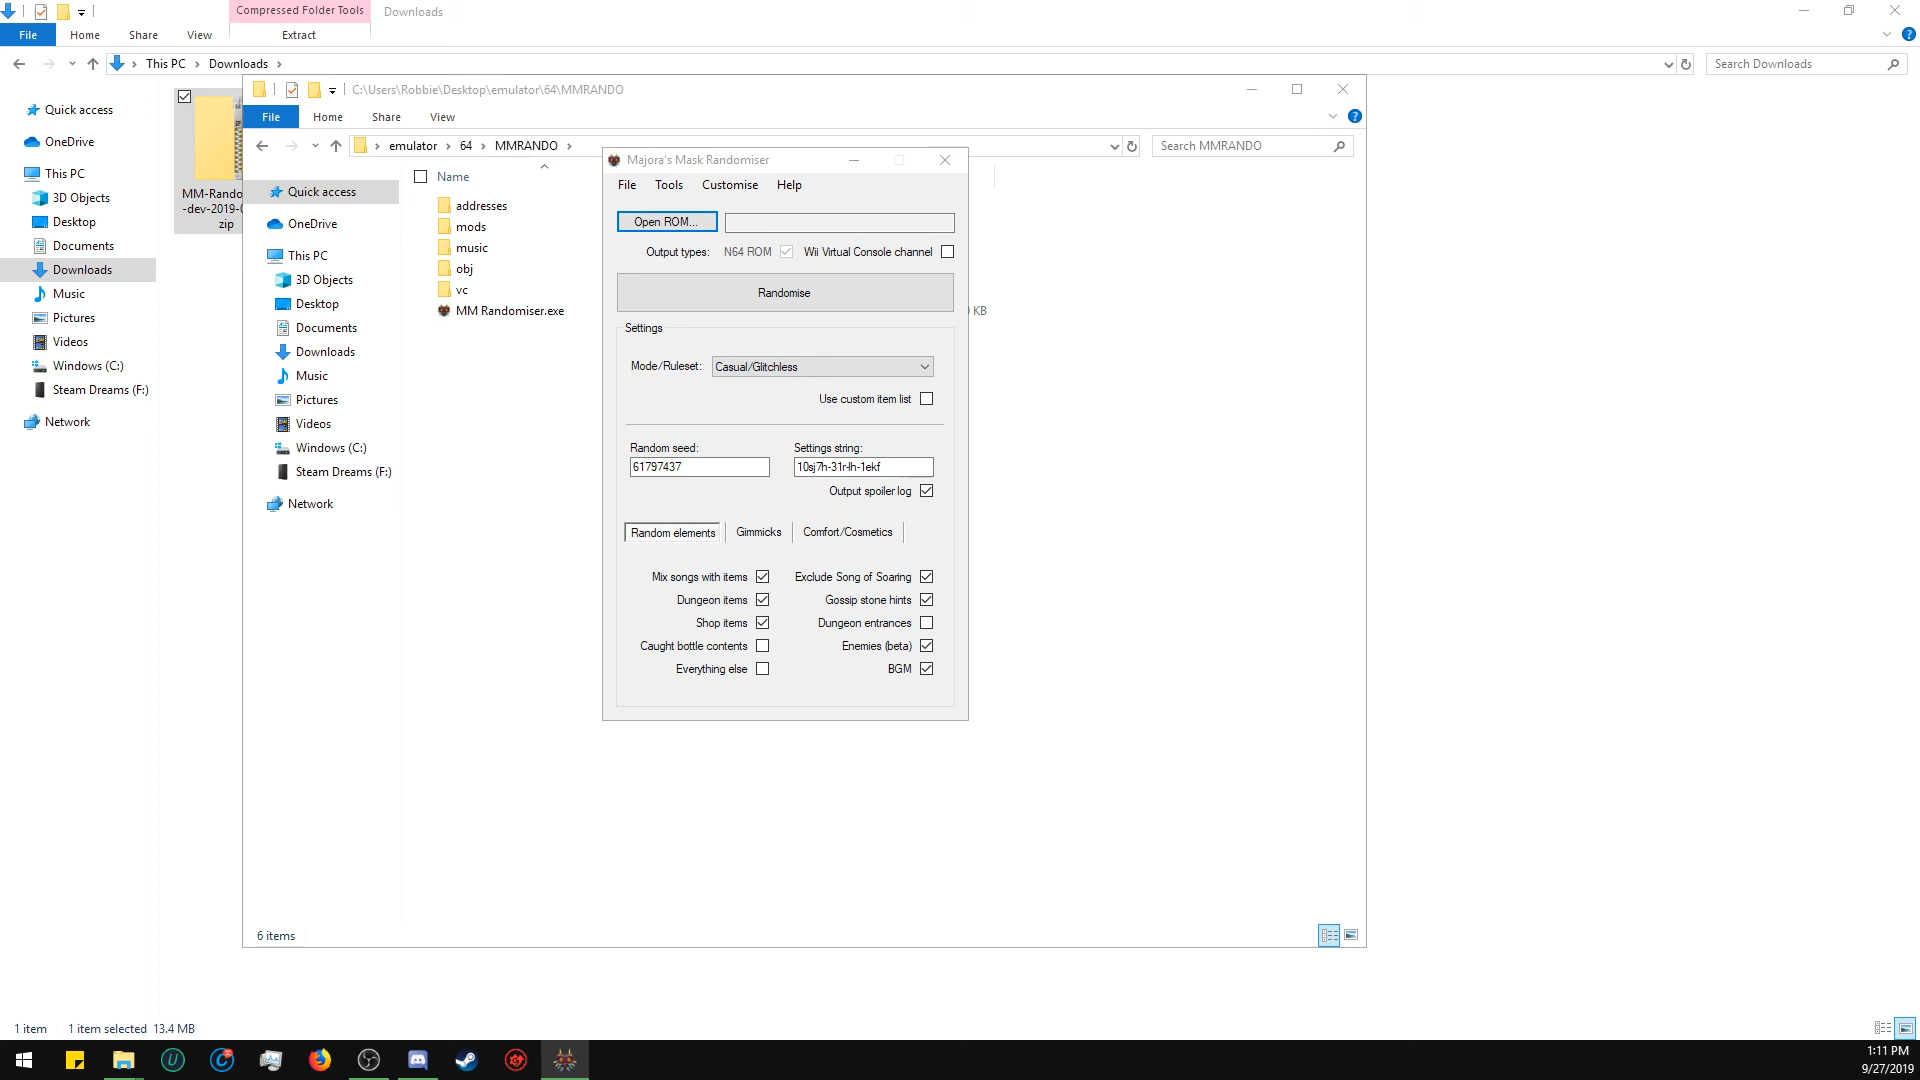 Compressed Folder Tools
Downloads
File
Home
Share
View
Extract
This PC
Downloads
Search Downloads
Quick access
OneDrive
This PC
3D Objects
Desktop
Documents
Downloads
Music
Pictures
Videos
Windows (C:)
Steam Dreams (F:)
Network
MM-Rando
-dev-2019-0
zip
C:\Users\Robbie\Desktop\emulator\64\MMRANDO
File
Home
Share
View
emulator
64
MMRANDO
Search MMRANDO
Quick access
OneDrive
This PC
3D Objects
Desktop
Documents
Downloads
Music
Pictures
Videos
Windows (C:)
Steam Dreams (F:)
Network
Name
addresses
mods
music
obj
vc
MM Randomiser.exe
KB
Majora's Mask Randomiser
File
Tools
Customise
Help
Open ROM...
Output types:
N64 ROM
Wii Virtual Console channel
Randomise
Settings
Mode/Ruleset:
Casual/Glitchless
Use custom item list
Random seed:
Settings string:
61797437
10sj7h-31r-lh-1ekf
Output spoiler log
Random elements
Gimmicks
Comfort/Cosmetics
Mix songs with items
Exclude Song of Soaring
Dungeon items
Gossip stone hints
Shop items
Dungeon entrances
Caught bottle contents
Enemies (beta)
Everything else
BGM
6 items
1 item
1 item selected 13.4 MB
1:11 PM
9/27/2019